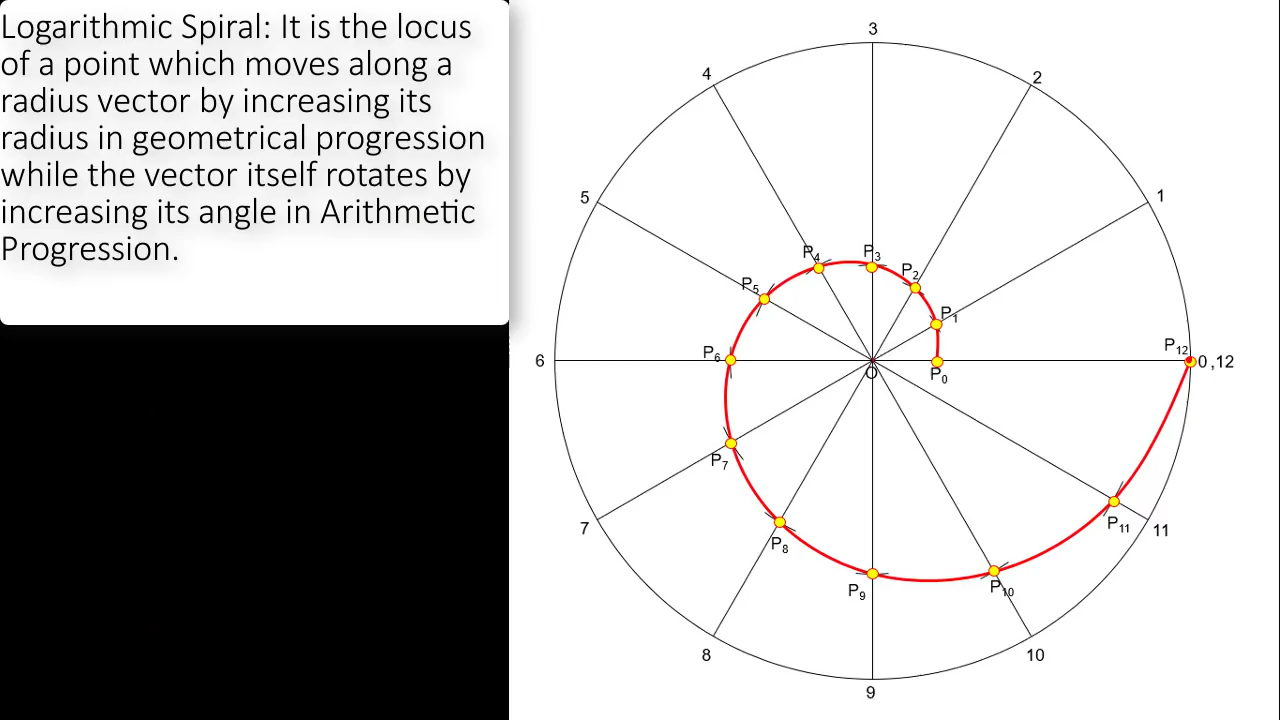 Logarithmic Spiral: It is the locus
of a point which moves along a
radius vector by increasing its
radius in geometrical progression
while the vector itself rotates by
increasing its angle in Arithmetic
Progression.
3
4
2
5
1
P4
P3
P2
P5
P1
6
P6
O
P0
P12
0 ,12
P7
P11
7
11
P8
P9
P10
8
10
9